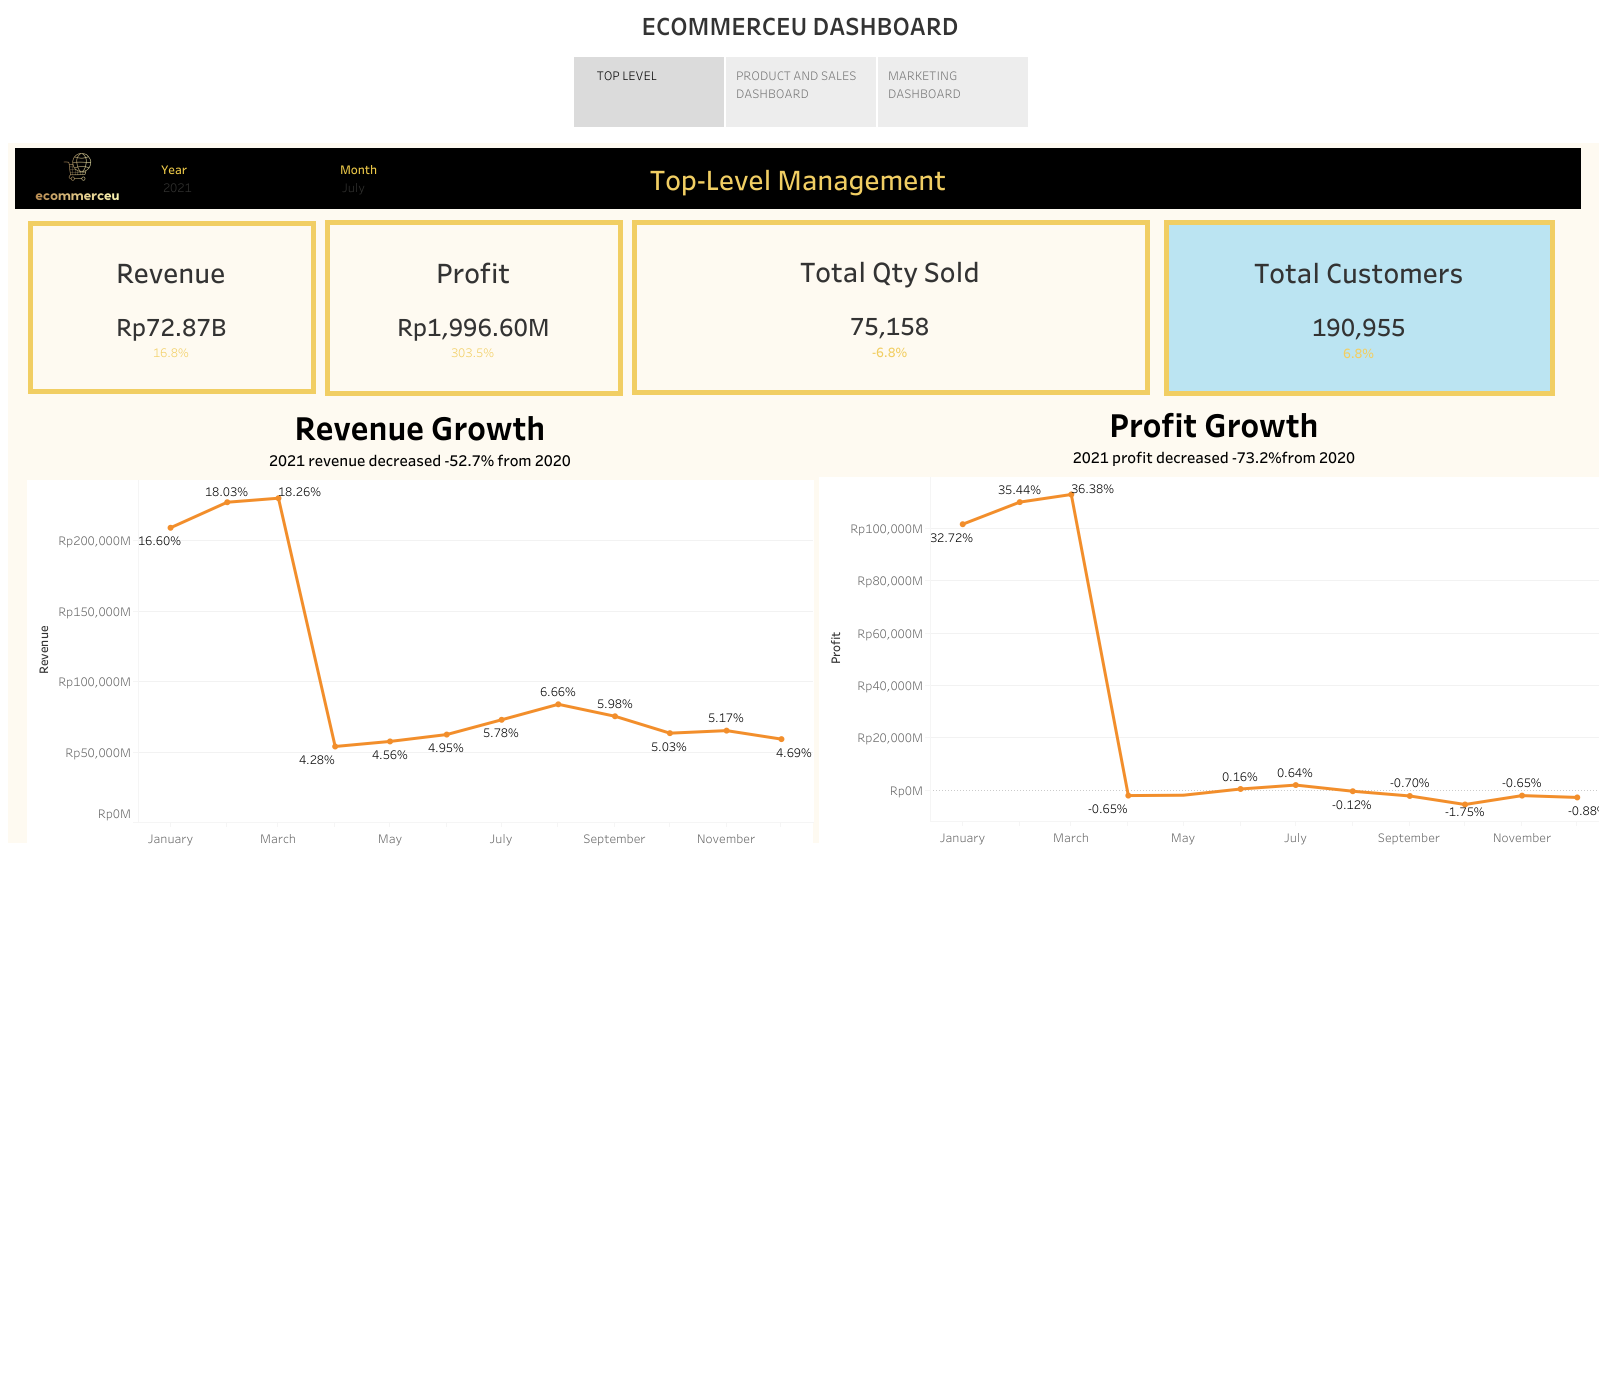 ECOMMERCEU DASHBOARD
TOP LEVEL
PRODUCT AND SALES
DASHBOARD
MARKETING
DASHBOARD
ecommerceu
Year
2021
Month
July
Top-Level Management
Revenue
Rp72.87B
16.8%
Profit
Rp1,996.60M
303.5%
Total Qty Sold
75,158
-6.8%
Total Customers
190,955
6.8%
Revenue Growth
2021 revenue decreased -52.7% from 2020
Revenue
Rp200,000M
Rp150,000M
Rp100,000M
Rp50,000M
Rp0M
16.60%
18.03%
18.26%
4.28%
4.56%
4.95%
5.78%
6.66%
5.98%
5.03%
5.17%
4.69%
January
March
May
July
September
November
Profit Growth
2021 profit decreased -73.2%from 2020
Profit
Rp100,000M
Rp80,000M
Rp60,000M
Rp40,000M
Rp20,000M
Rp0M
32.72%
35.44%
36.38%
-0.65%
0.16%
0.64%
-0.12%
-0.70%
-1.75%
-0.65%
-0.88%
January
March
May
July
September
November